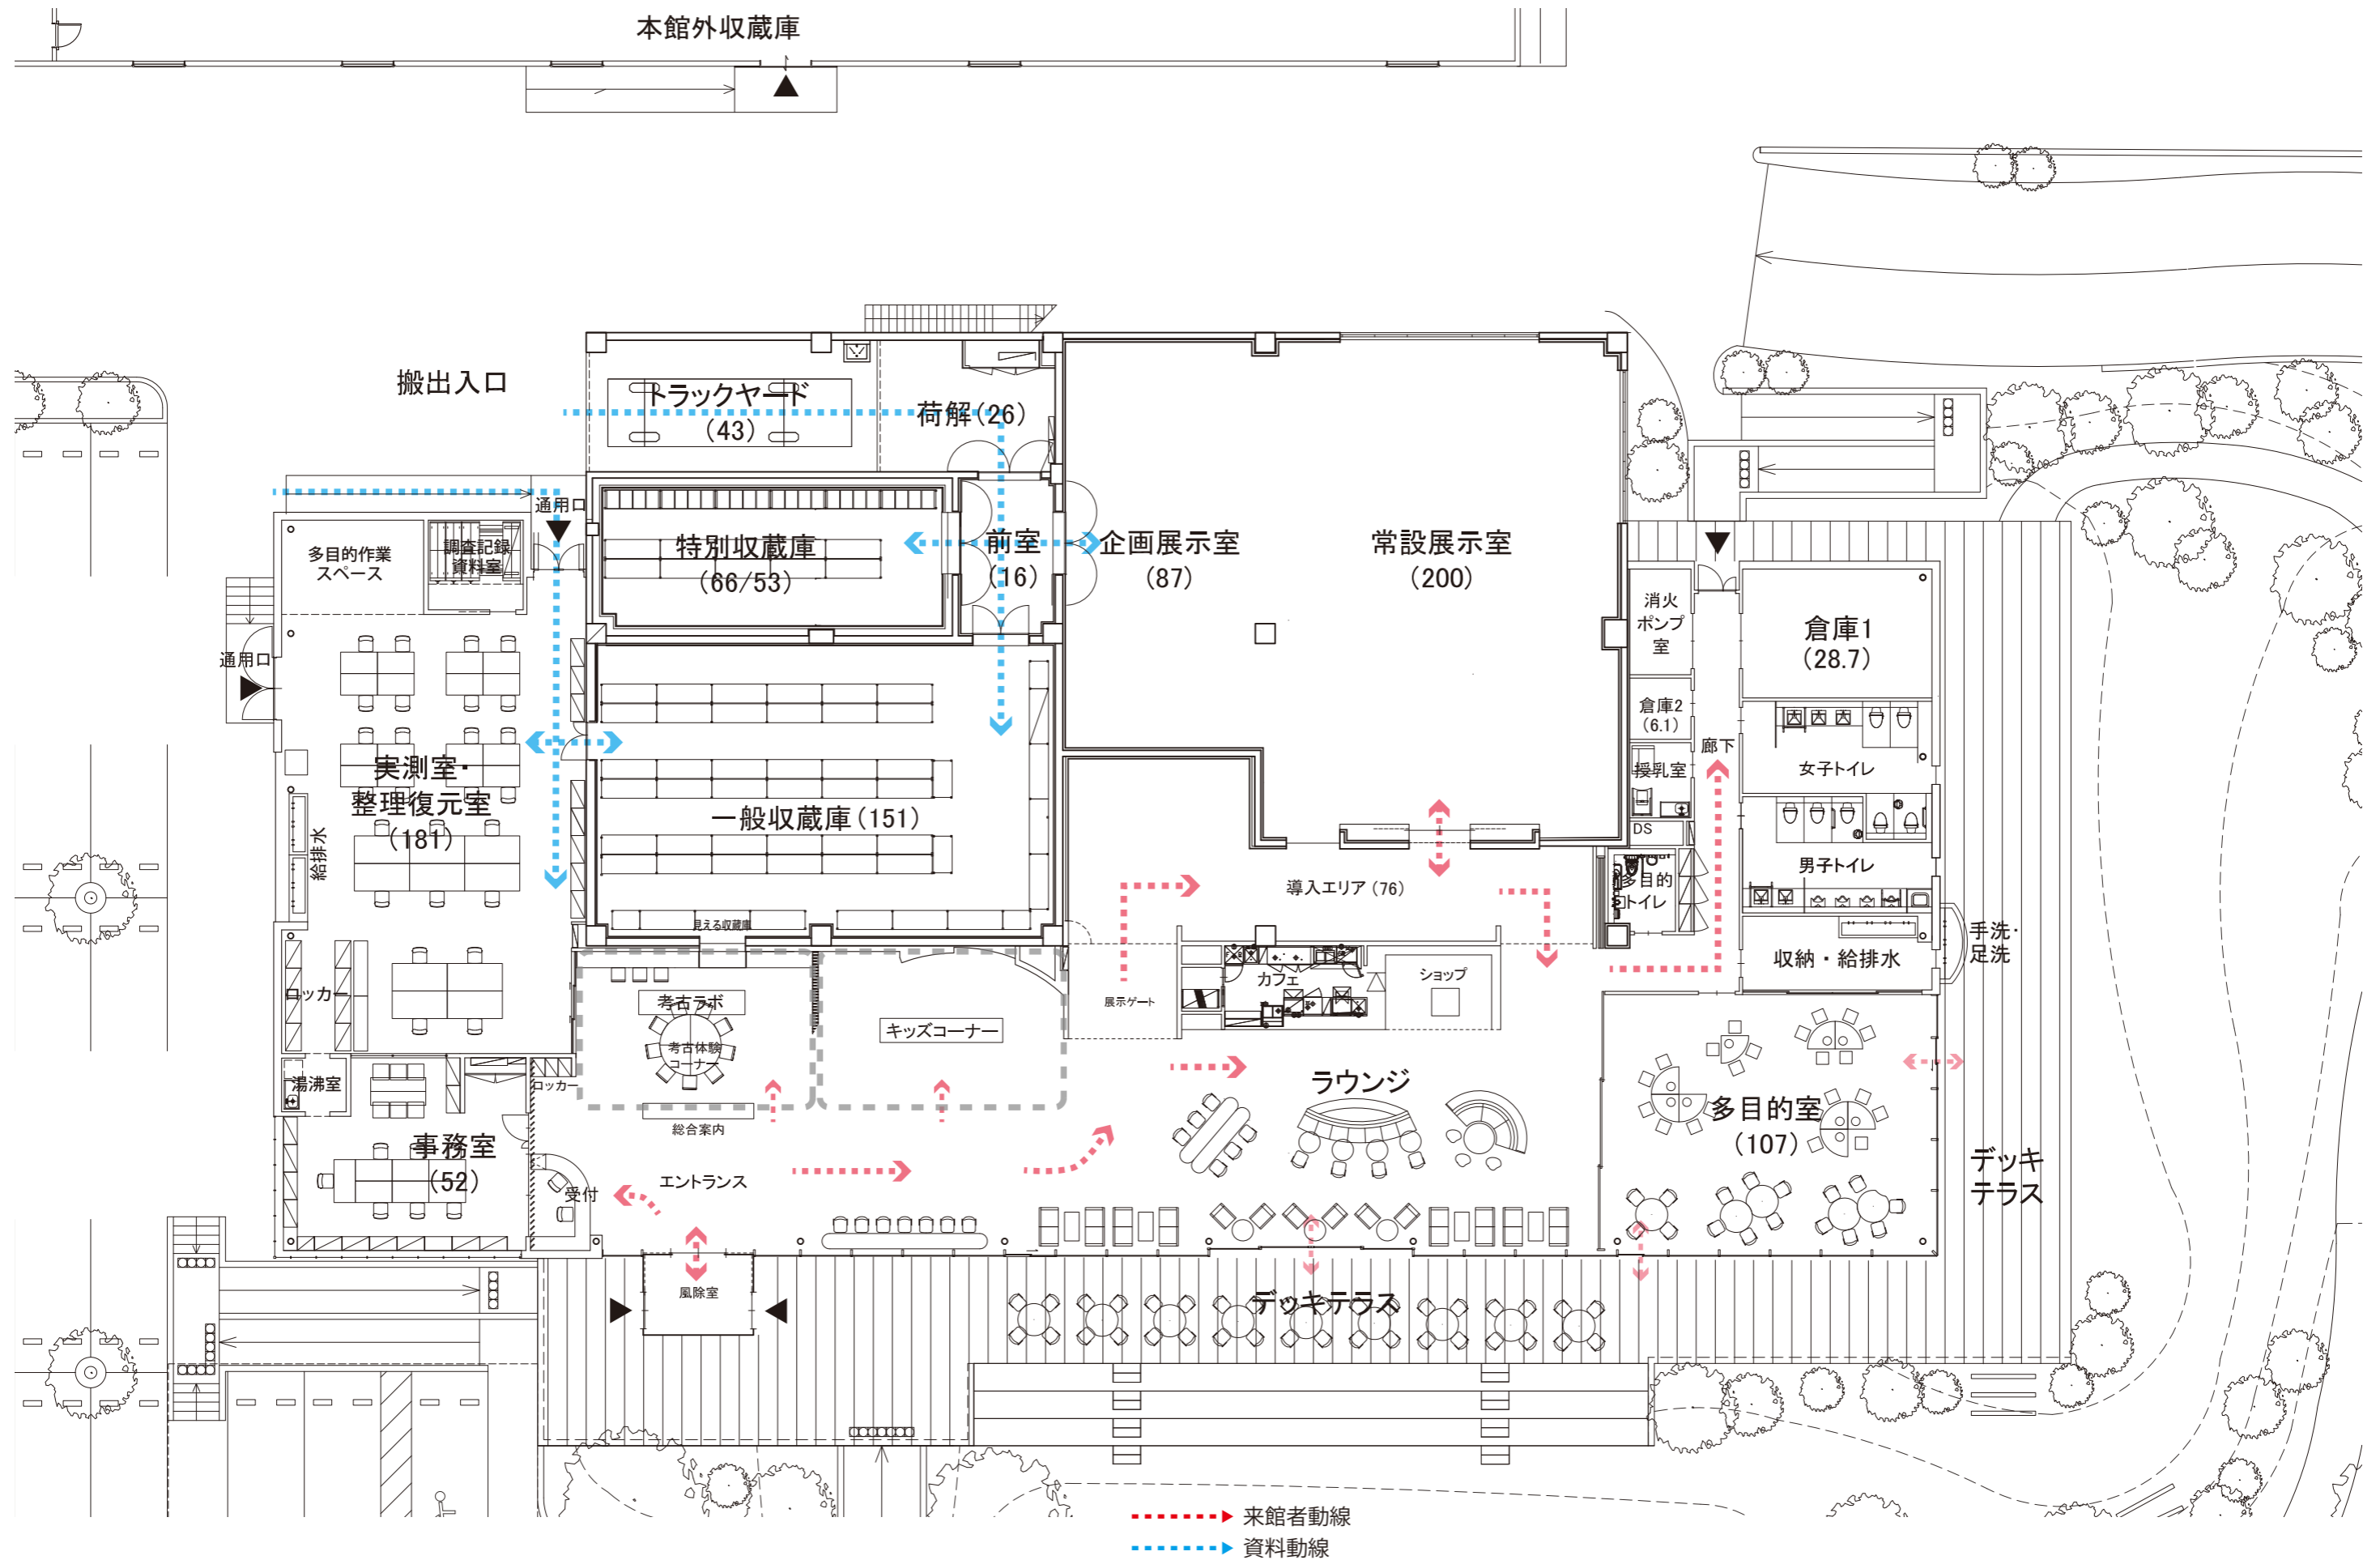 本館外収蔵庫
搬出入口
トラックヤード
(43)
荷解(26)
通用口
多目的作業
スペース
調査記録
資料室
特別収蔵庫
(66/53)
前室
(16)
企画展示室
(87)
常設展示室
(200)
消火
ポンプ
室
倉庫1
(28.7)
通用口
倉庫2
(6.1)
廊下
授乳室
女子トイレ
実測室・
整理復元室
(181)
給排水
一般収蔵庫(151)
DS
男子トイレ
導入エリア(76)
多目的
トイレ
見える収蔵庫
手洗・
足洗
収納・給排水
ロッカー
考古ラボ
カフェ
ショップ
展示ゲート
キッズコーナー
考古体験
コーナー
湯沸室
ロッカー
ラウンジ
多目的室
(107)
総合案内
事務室
(52)
受付
エントランス
デッキ
テラス
風除室
デッキテラス
来館者動線
資料動線